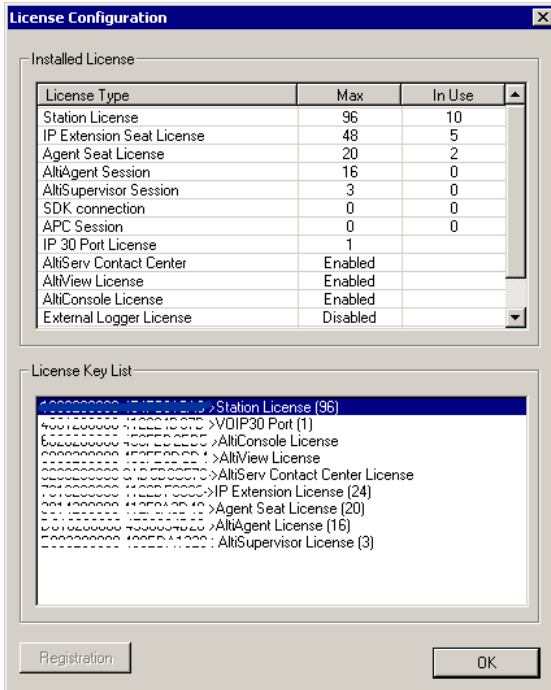 License Configuration
Installed License
License Type Max In Use
Station License 96 10
IP Extension Seat License 48 5
Agent Seat License 20 2
AltiAgent Session 16 0
AltiSupervisor Session 3 0
SDK connection 0 0
APC Session 0 0
IP 30 Port License 1
AltiServ Contact Center Enabled
AltiView License Enabled
AltiConsole License Enabled
External Logger License Disabled
License Key List
>Station License (96)
>VOIP30 Port (1)
>AltiConsole License
>AltiView License
>AltiServ Contact Center License
>IP Extension License (24)
>Agent Seat License (20)
>AltiAgent License (16)
AltiSupervisor License (3)
Registration
OK